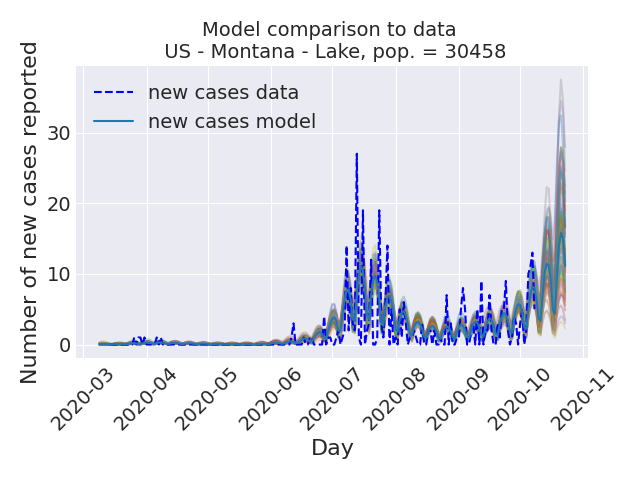 Model comparison to data
US - Montana - Lake, pop. = 30458
Number of new cases reported
new cases data
new cases model
30
20
10
0
2020-03
2020-04
2020-05
2020-06
2020-07
2020-08
2020-09
2020-10
2020-11
Day